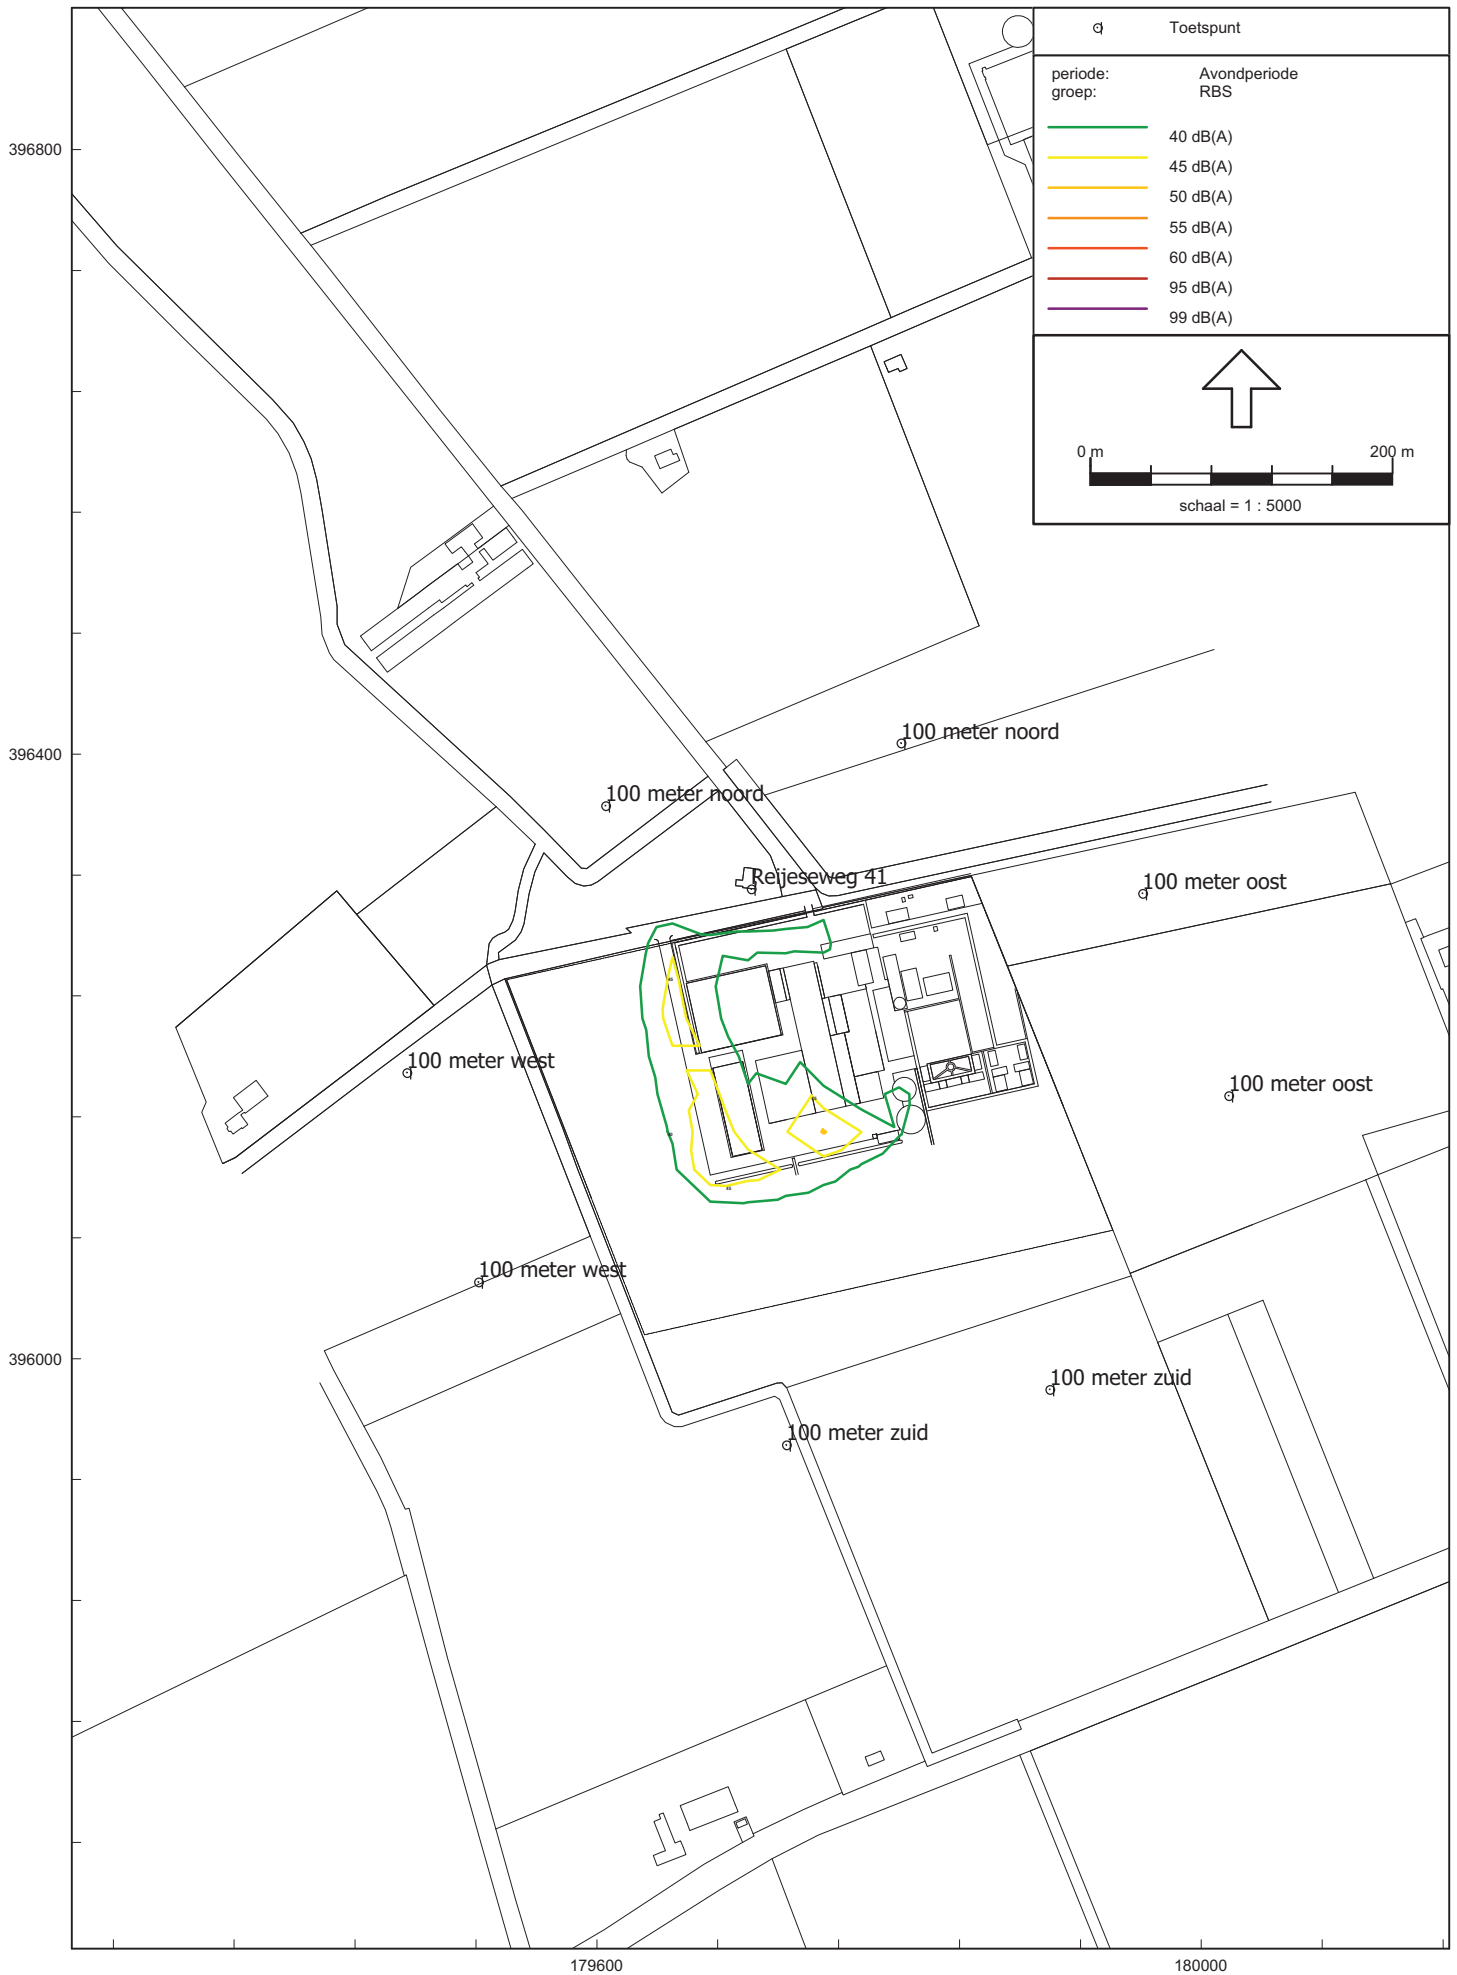 Toetspunt
periode: Avondperiode
groep: RBS
40 dB(A)
45 dB(A)
50 dB(A)
55 dB(A)
60 dB(A)
95 dB(A)
99 dB(A)
0 m 200 m
schaal = 1 : 5000
396800
396400
396000
100 meter noord
100 meter noord
Reijeseweg 41
100 meter oost
100 meter west
100 meter oost
100 meter west
100 meter zuid
100 meter zuid
179600 180000